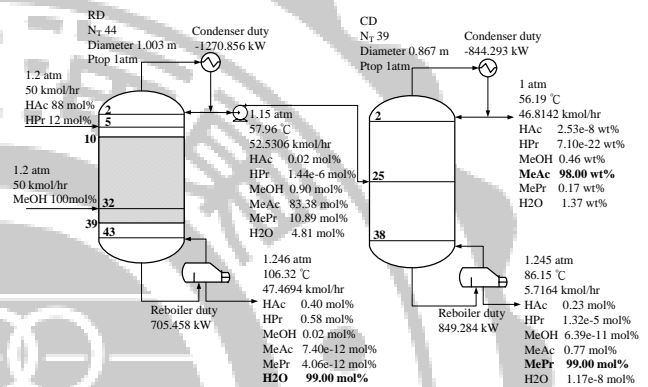 RD
N_T 44
Diameter 1.003 m
Ptop 1atm
Condenser duty
-1270.856 kW
1.2 atm
50 kmol/hr
HAc 88 mol%
HPr 12 mol%
2
5
10
1.2 atm
50 kmol/hr
MeOH 100mol%
32
39
43
1.15 atm
57.96 ℃
52.5306 kmol/hr
HAc 0.02 mol%
HPr 1.44e-6 mol%
MeOH 0.90 mol%
MeAc 83.38 mol%
MePr 10.89 mol%
H2O 4.81 mol%
Reboiler duty
705.458 kW
1.246 atm
106.32 ℃
47.4694 kmol/hr
HAc 0.40 mol%
HPr 0.58 mol%
MeOH 0.02 mol%
MeAc 7.40e-12 mol%
MePr 4.06e-12 mol%
H2O 99.00 mol%
CD
N_T 39
Diameter 0.867 m
Ptop 1atm
Condenser duty
-844.293 kW
2
25
38
1 atm
56.19 ℃
46.8142 kmol/hr
HAc 2.53e-8 wt%
HPr 7.10e-22 wt%
MeOH 0.46 wt%
MeAc 98.00 wt%
MePr 0.17 wt%
H2O 1.37 wt%
Reboiler duty
849.284 kW
1.245 atm
86.15 ℃
5.7164 kmol/hr
HAc 0.23 mol%
HPr 1.32e-5 mol%
MeOH 6.39e-11 mol%
MeAc 0.77 mol%
MePr 99.00 mol%
H2O 1.17e-8 mol%